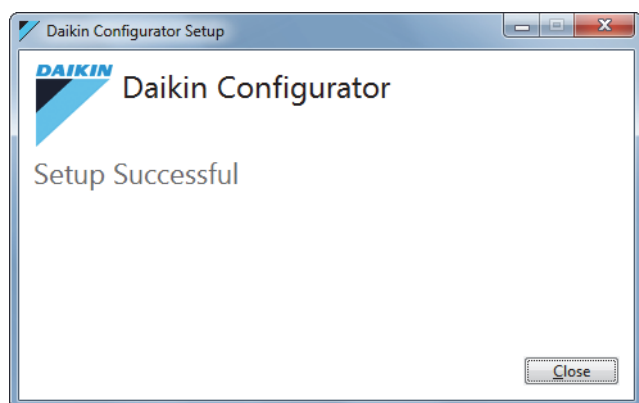 Daikin Configurator Setup
DAIKIN
Daikin Configurator
Setup Successful
Close